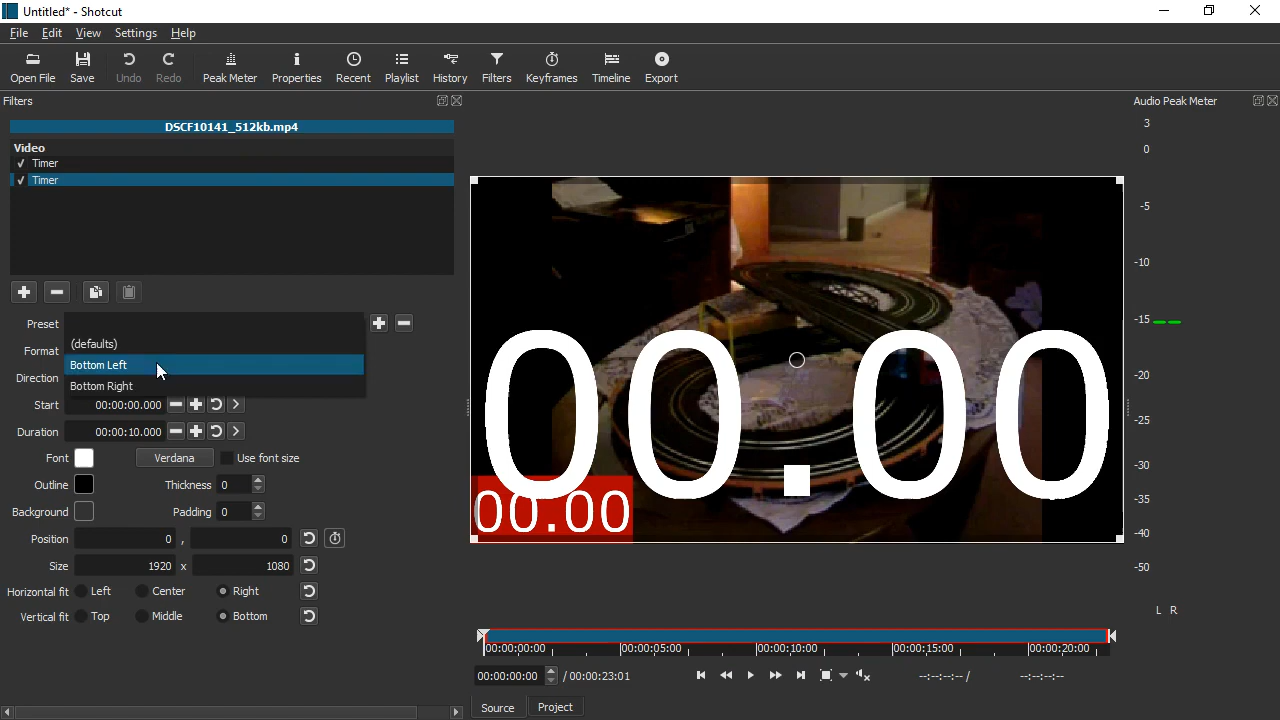 Untitled* - Shotcut
File Edit View Settings Help
Open File Save Undo Redo Peak Meter Properties Recent Playlist History Filters Keyframes Timeline Export
Filters
Audio Peak Meter
DSCF10141_512kb.mp4
Video
Timer
Timer
Preset
(defaults)
Format
Bottom Left
Direction
Bottom Right
Start 00:00:00.000
Duration 00:00:10.000
Font Verdana Use font size
Outline Thickness 0
Background Padding 0
Position 0 , 0
Size 1920 x 1080
Horizontal fit Left Center Right
Vertical fit Top Middle Bottom
00.00
00.00
3
0
-5
-10
-15
-20
-25
-30
-35
-40
-50
L R
00:00:00:00 00:00:05:00 00:00:10:00 00:00:15:00 00:00:20:00
00:00:00:00 / 00:00:23:01 --:--:--:-- / --:--:--:--
Source Project